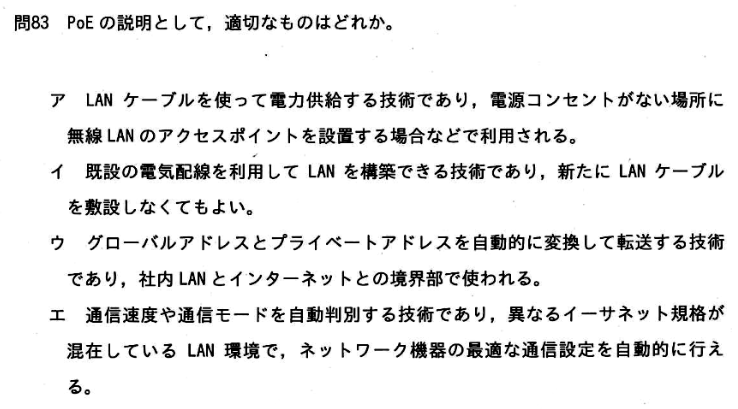 問83 PoE の説明として，適切なものはどれか。
ア LAN ケーブルを使って電力供給する技術であり，電源コンセントがない場所に
無線 LAN のアクセスポイントを設置する場合などで利用される。
イ 既設の電気配線を利用して LAN を構築できる技術であり，新たに LAN ケーブル
を敷設しなくてもよい。
ウ グローバルアドレスとプライベートアドレスを自動的に変換して転送する技術
であり，社内 LAN とインターネットとの境界部で使われる。
エ 通信速度や通信モードを自動判別する技術であり，異なるイーサネット規格が
混在している LAN 環境で，ネットワーク機器の最適な通信設定を自動的に行え
る。